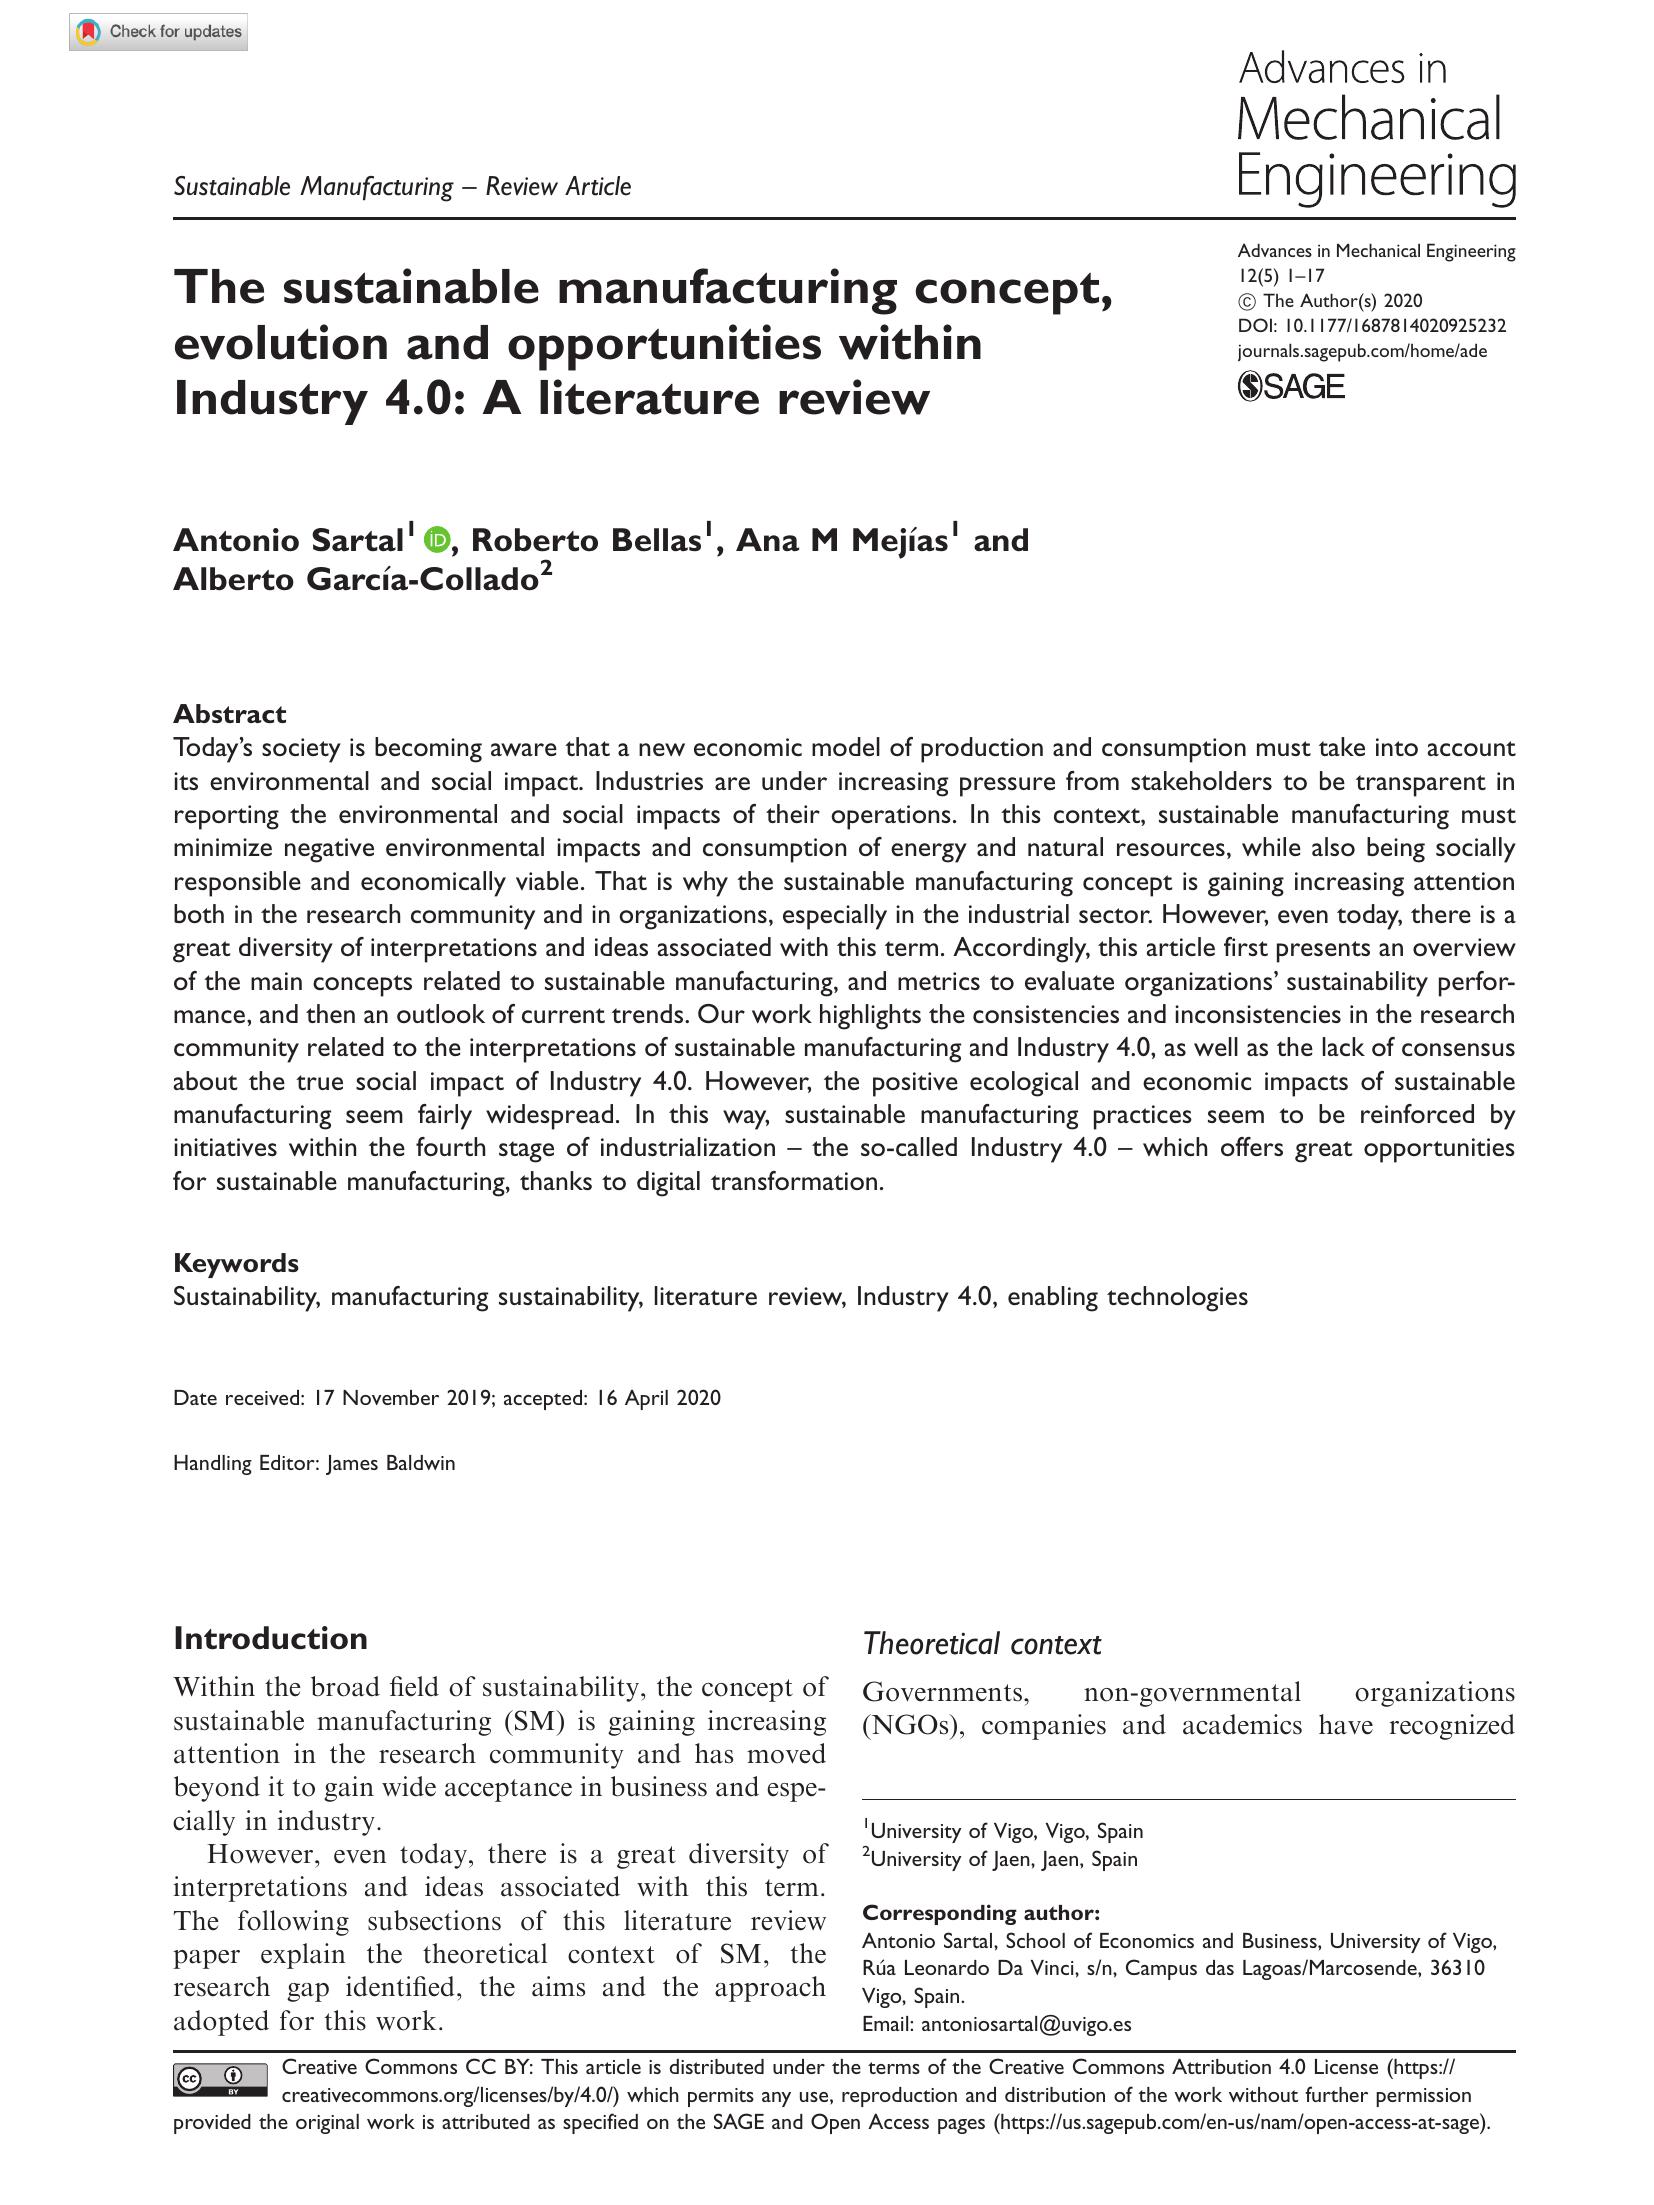 Check for updates
Advances in
Mechanical
Engineering
Sustainable Manufacturing – Review Article
The sustainable manufacturing concept,
evolution and opportunities within
Industry 4.0: A literature review
Advances in Mechanical Engineering
12(5) 1–17
© The Author(s) 2020
DOI: 10.1177/1687814020925232
journals.sagepub.com/home/ade
SAGE
Antonio Sartal1 iD, Roberto Bellas1, Ana M Mejías1 and
Alberto García-Collado2
Abstract
Today’s society is becoming aware that a new economic model of production and consumption must take into account
its environmental and social impact. Industries are under increasing pressure from stakeholders to be transparent in
reporting the environmental and social impacts of their operations. In this context, sustainable manufacturing must
minimize negative environmental impacts and consumption of energy and natural resources, while also being socially
responsible and economically viable. That is why the sustainable manufacturing concept is gaining increasing attention
both in the research community and in organizations, especially in the industrial sector. However, even today, there is a
great diversity of interpretations and ideas associated with this term. Accordingly, this article first presents an overview
of the main concepts related to sustainable manufacturing, and metrics to evaluate organizations’ sustainability perfor-
mance, and then an outlook of current trends. Our work highlights the consistencies and inconsistencies in the research
community related to the interpretations of sustainable manufacturing and Industry 4.0, as well as the lack of consensus
about the true social impact of Industry 4.0. However, the positive ecological and economic impacts of sustainable
manufacturing seem fairly widespread. In this way, sustainable manufacturing practices seem to be reinforced by
initiatives within the fourth stage of industrialization – the so-called Industry 4.0 – which offers great opportunities
for sustainable manufacturing, thanks to digital transformation.
Keywords
Sustainability, manufacturing sustainability, literature review, Industry 4.0, enabling technologies
Date received: 17 November 2019; accepted: 16 April 2020
Handling Editor: James Baldwin
Introduction
Within the broad field of sustainability, the concept of
sustainable manufacturing (SM) is gaining increasing
attention in the research community and has moved
beyond it to gain wide acceptance in business and espe-
cially in industry.
However, even today, there is a great diversity of
interpretations and ideas associated with this term.
The following subsections of this literature review
paper explain the theoretical context of SM, the
research gap identified, the aims and the approach
adopted for this work.
Theoretical context
Governments, non-governmental organizations
(NGOs), companies and academics have recognized
1University of Vigo, Vigo, Spain
2University of Jaen, Jaen, Spain
Corresponding author:
Antonio Sartal, School of Economics and Business, University of Vigo,
Rúa Leonardo Da Vinci, s/n, Campus das Lagoas/Marcosende, 36310
Vigo, Spain.
Email: antoniosartal@uvigo.es
cc BY
Creative Commons CC BY: This article is distributed under the terms of the Creative Commons Attribution 4.0 License (https://
creativecommons.org/licenses/by/4.0/) which permits any use, reproduction and distribution of the work without further permission
provided the original work is attributed as specified on the SAGE and Open Access pages (https://us.sagepub.com/en-us/nam/open-access-at-sage).